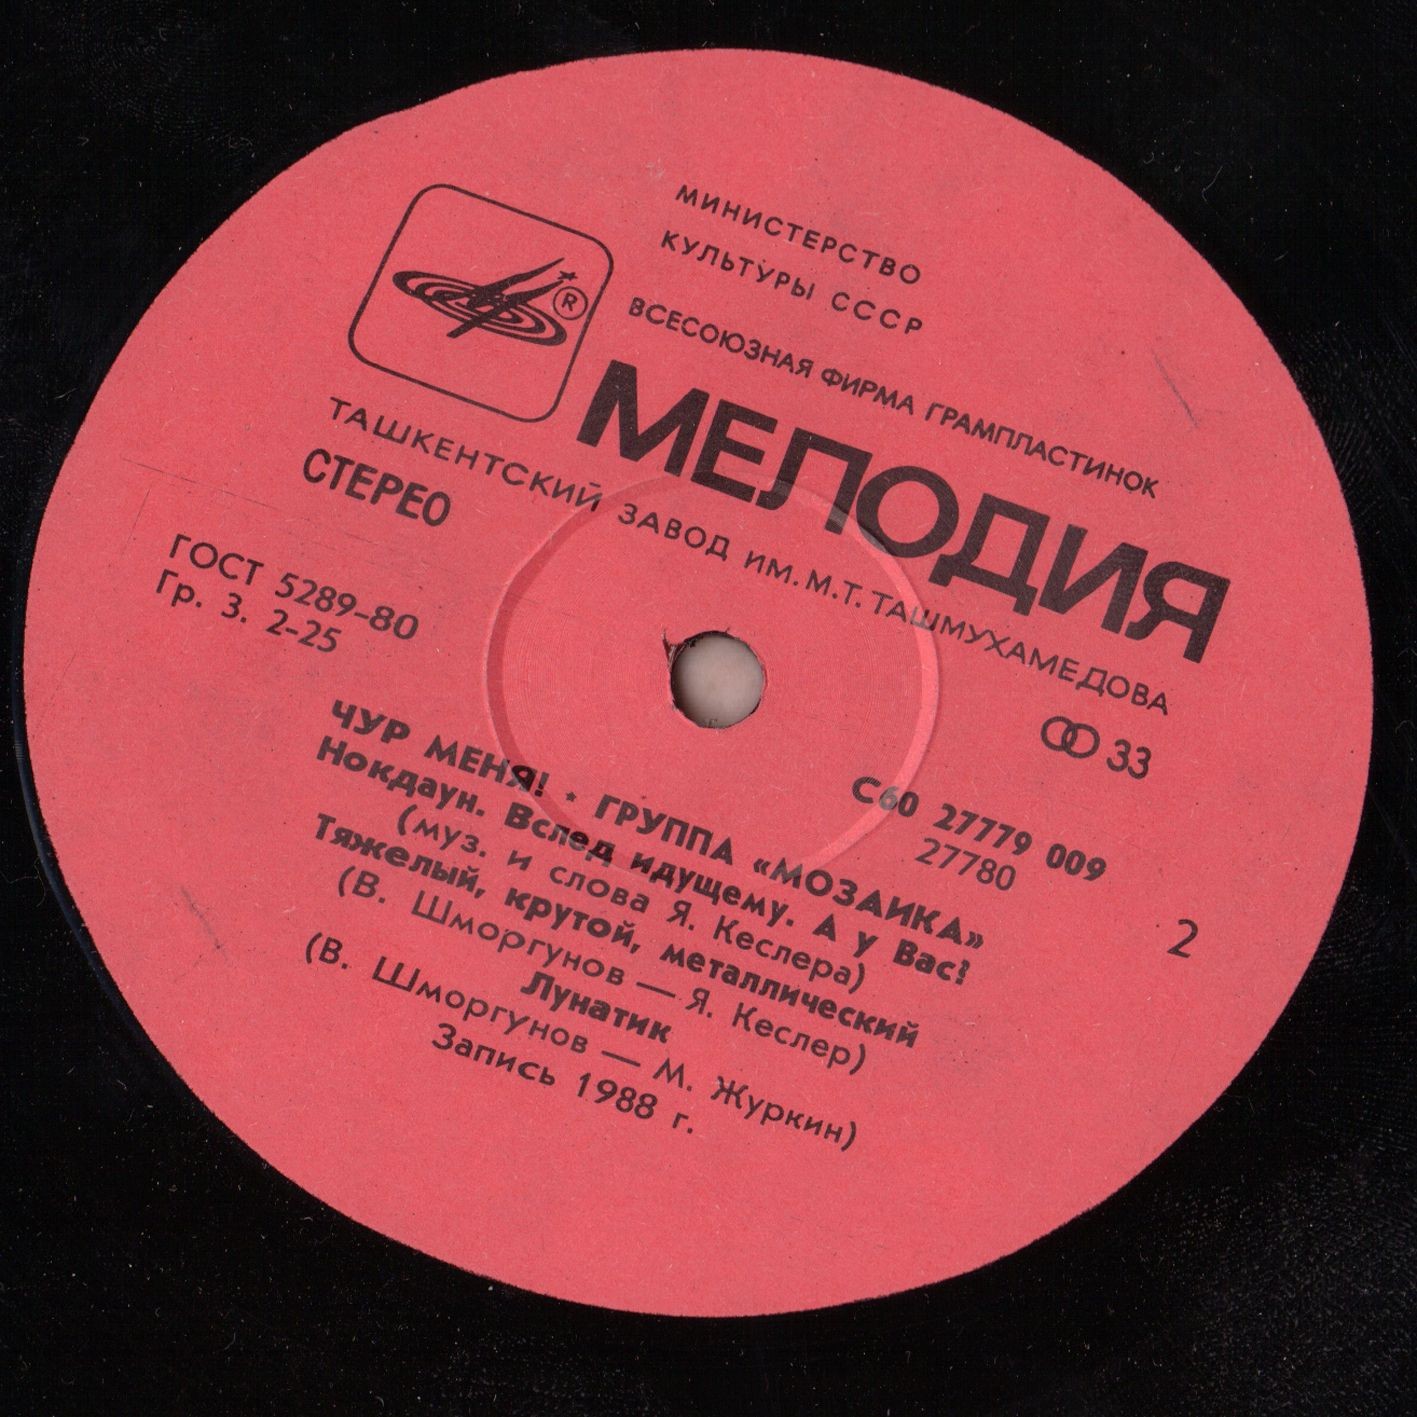 МИНИСТЕРСТВО
КУЛЬТУРЫ СССР
ВСЕСОЮЗНАЯ ФИРМА ГРАМПЛАСТИНОК
®
МЕЛОДИЯ
ТАШКЕНТСКИЙ ЗАВОД ИМ. М. Т. ТАШМУХАМЕДОВА
СТЕРЕО
33
ГОСТ 5289-80
Гр. 3. 2-25
С60 27779 009
27780
2
ЧУР МЕНЯ! * ГРУППА «МОЗАИКА»
Нокдаун. Вслед идущему. А у Вас?
(муз. и слова Я. Кеслера)
Тяжелый, крутой, металлический
(В. Шморгунов — Я. Кеслер)
Лунатик
(В. Шморгунов — М. Журкин)
Запись 1988 г.